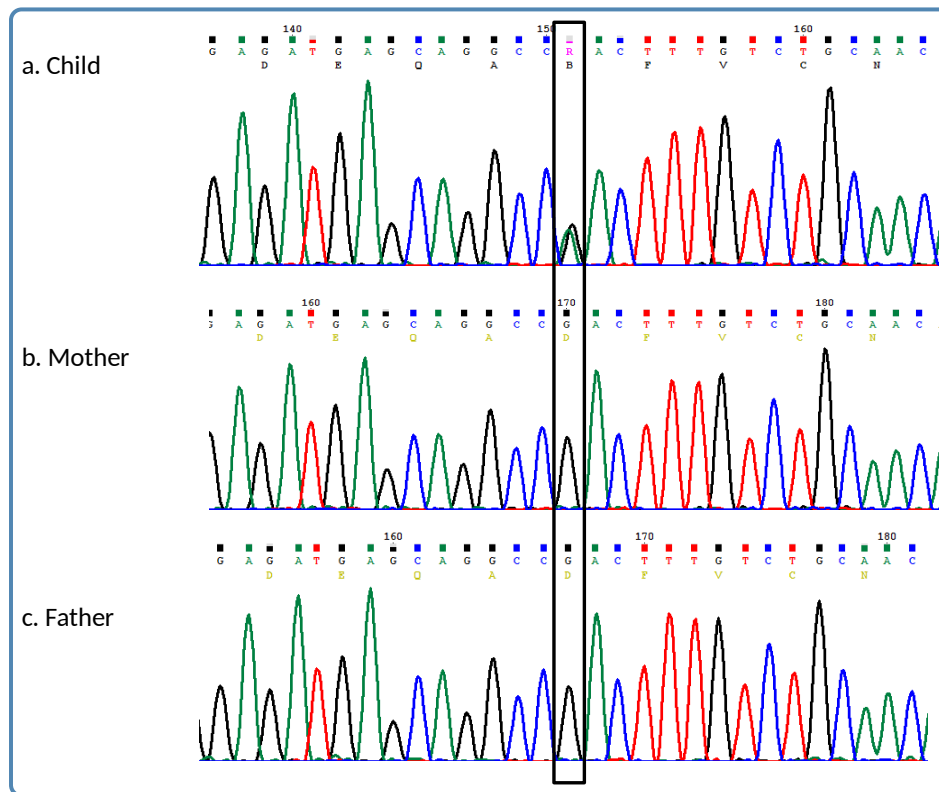 140 150 160
G A G A T G A G C A G G C C R A C T T T G T C T G C A A C
a. Child
D E Q A B F V C N
160 170 180
G A G A T G A G C A G G C C G A C T T T G T C T G C A A C
D E Q A D F V C N
b. Mother
160 170 180
G A G A T G A G C A G G C C G A C T T T G T C T G C A A C
D E Q A D F V C N
c. Father